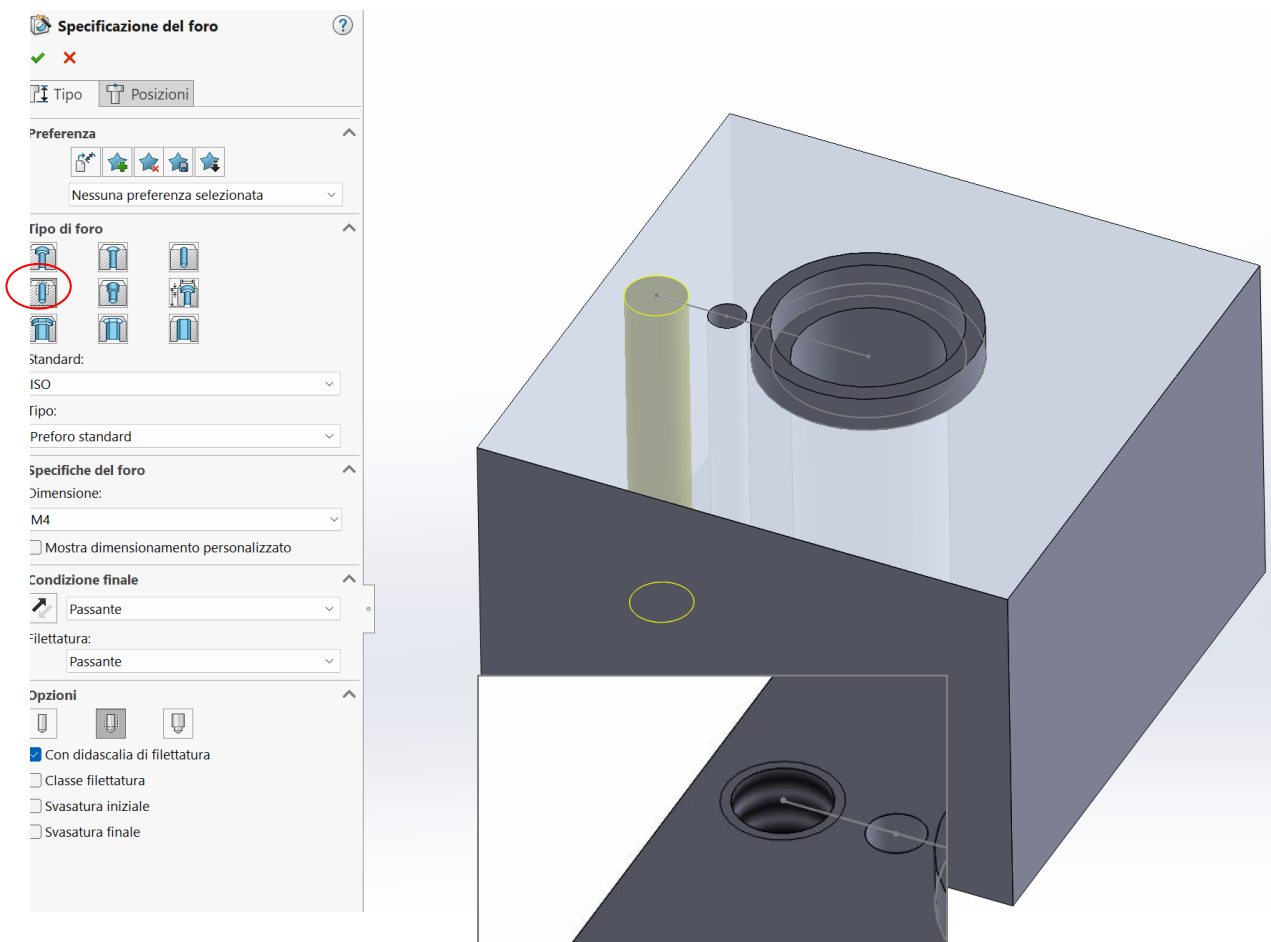 Specificazione del foro ?
Tipo Posizioni
Preferenza
Nessuna preferenza selezionata
Tipo di foro
Standard:
ISO
Tipo:
Preforo standard
Specifiche del foro
Dimensione:
M4
Mostra dimensionamento personalizzato
Condizione finale
Passante
Filettatura:
Passante
Opzioni
Con didascalia di filettatura
Classe filettatura
Svasatura iniziale
Svasatura finale